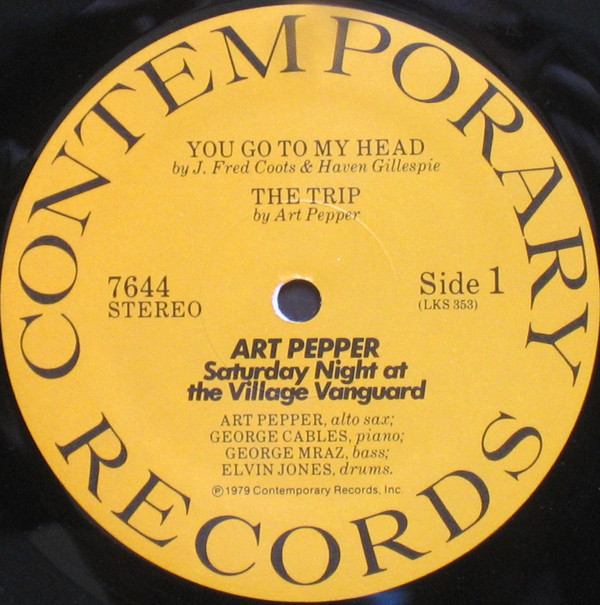 CONTEMPORARY
YOU GO TO MY HEAD
by J. Fred Coots & Haven Gillespie
THE TRIP
by Art Pepper
7644
STEREO
Side 1
(LKS 353)
ART PEPPER
Saturday Night at
the Village Vanguard
ART PEPPER, alto sax;
GEORGE CABLES, piano;
GEORGE MRAZ, bass;
ELVIN JONES, drums.
℗ 1979 Contemporary Records, Inc.
RECORDS